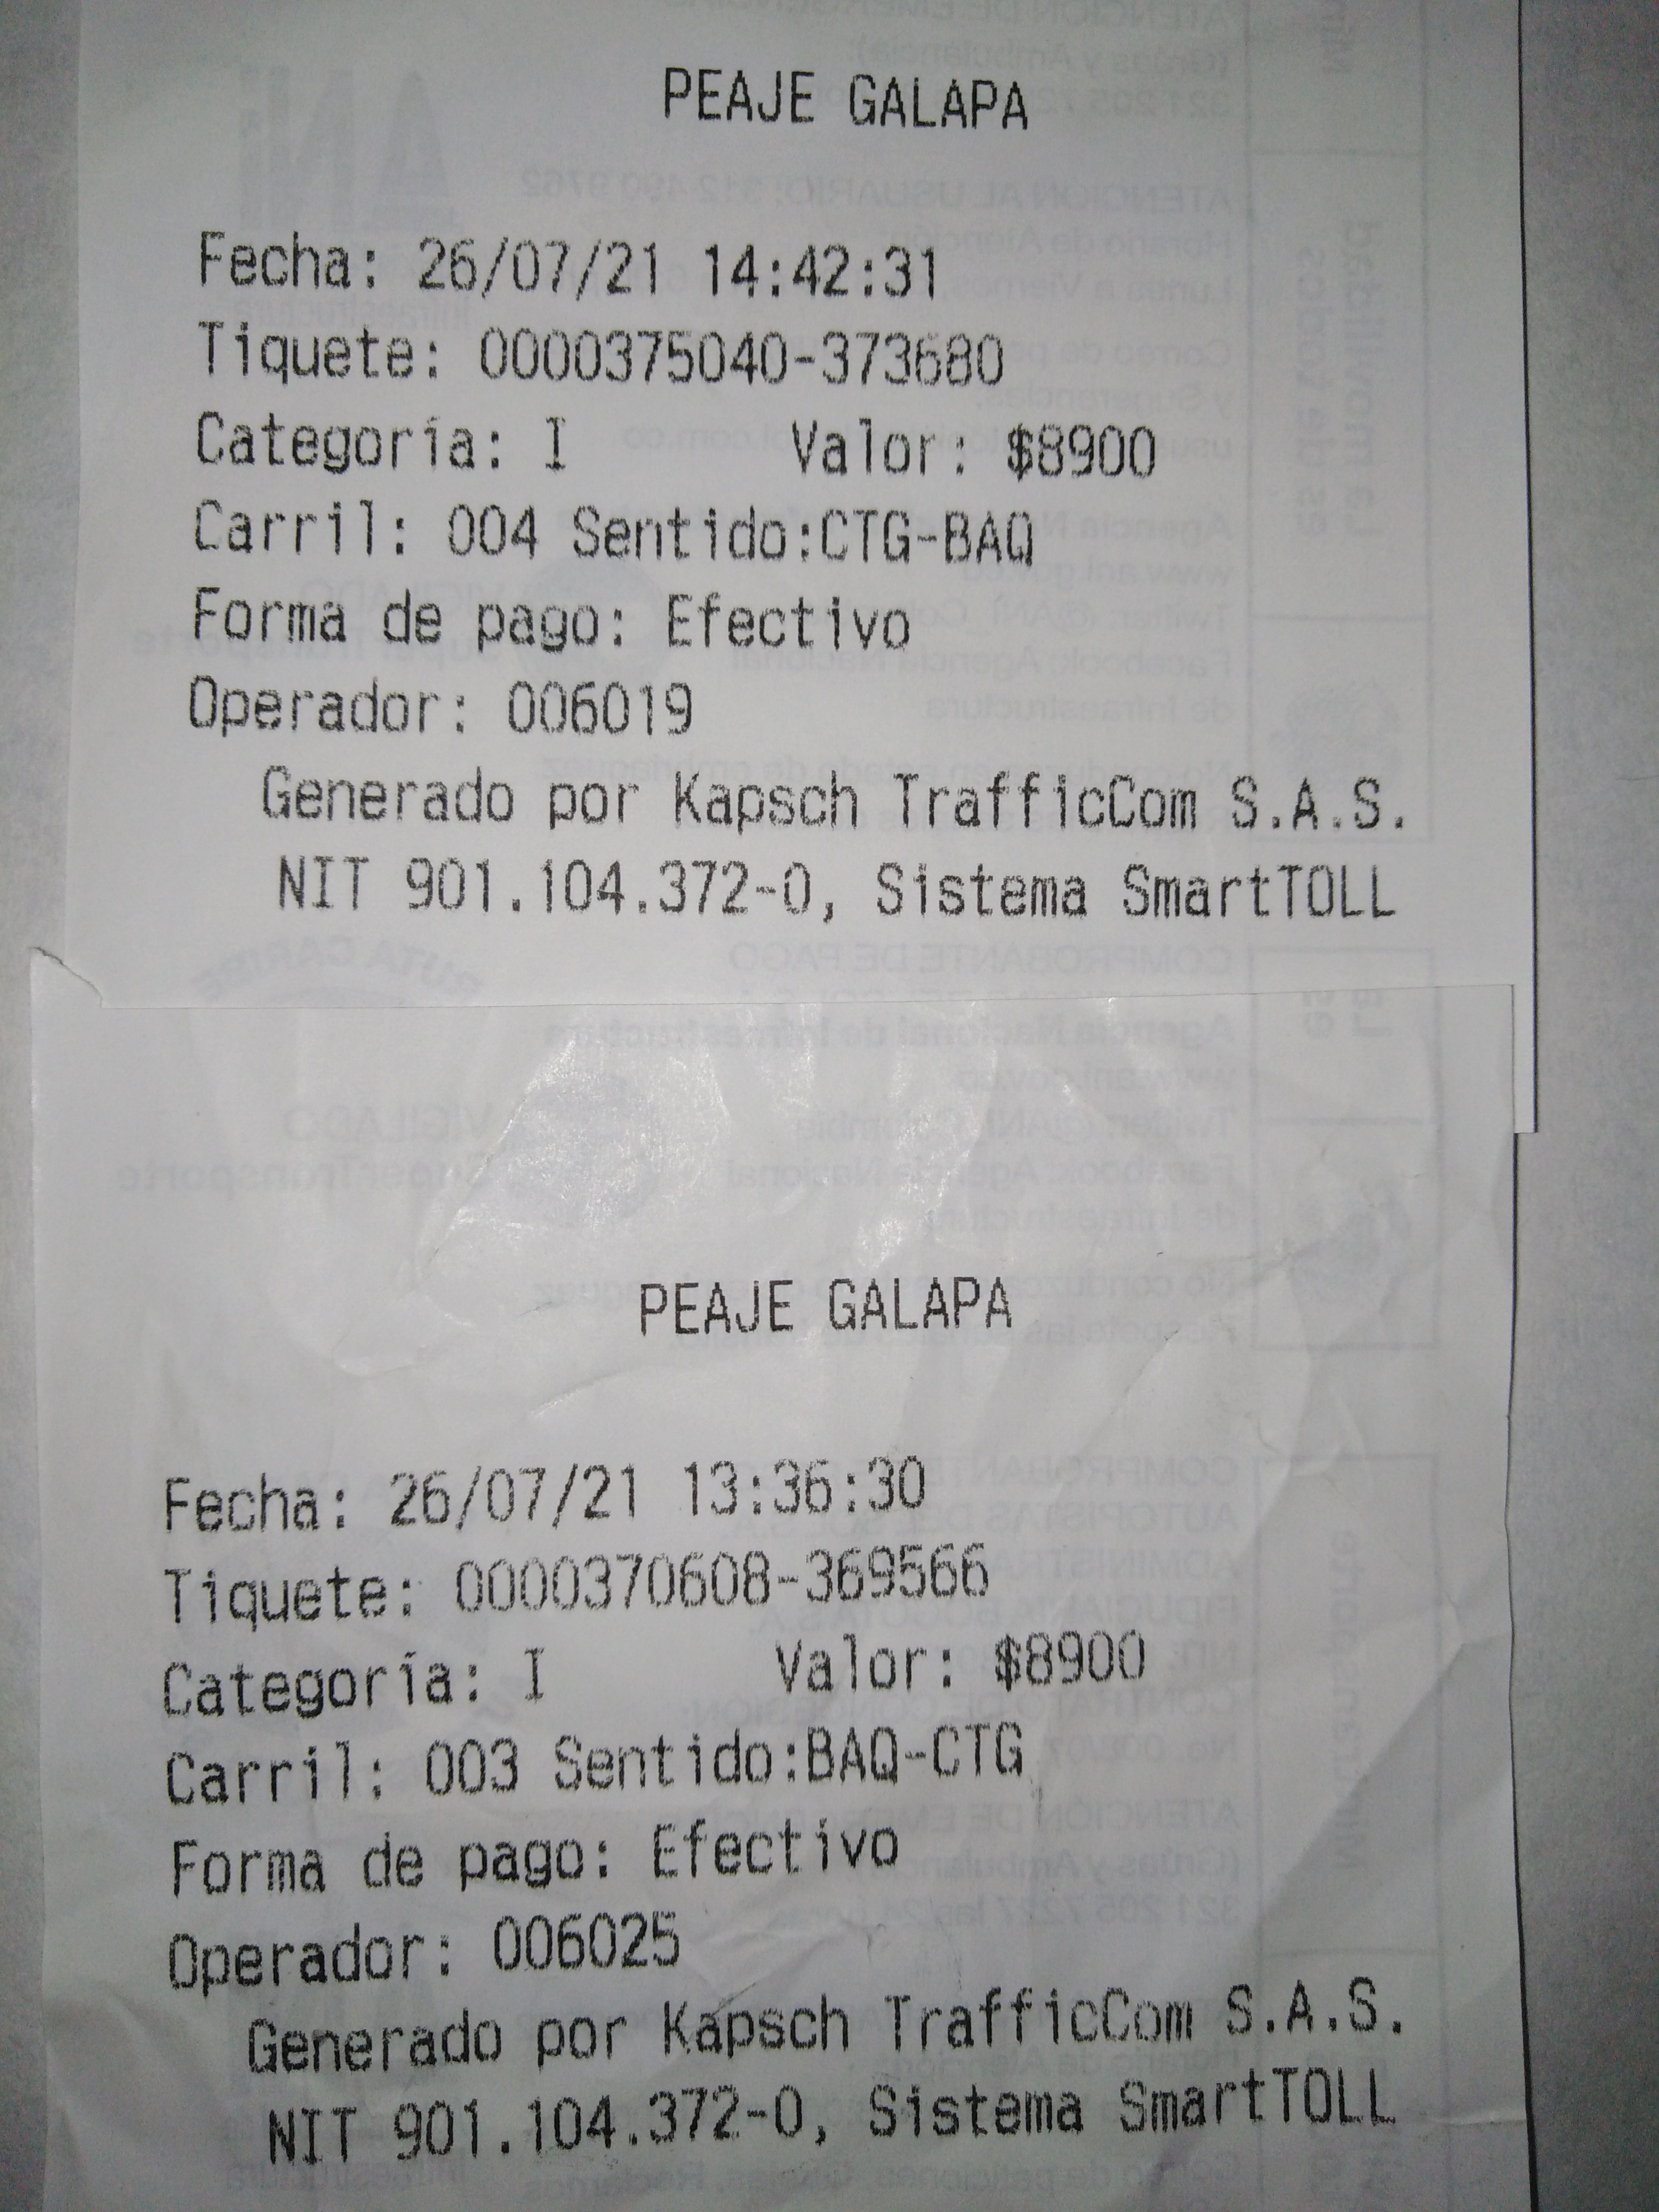 PEAJE GALAPA
Fecha: 26/07/21 14:42:31
Tiquete: 0000375040-373680
Categoría: I Valor: $8900
Carril: 004 Sentido:CTG-BAQ
Forma de pago: Efectivo
Operador: 006019
Generado por Kapsch TrafficCom S.A.S.
NIT 901.104.372-0, Sistema SmartTOLL
PEAJE GALAPA
Fecha: 26/07/21 13:36:30
Tiquete: 0000370608-369566
Categoría: I Valor: $8900
Carril: 003 Sentido:BAQ-CTG
Forma de pago: Efectivo
Operador: 006025
Generado por Kapsch TrafficCom S.A.S.
NIT 901.104.372-0, Sistema SmartTOLL